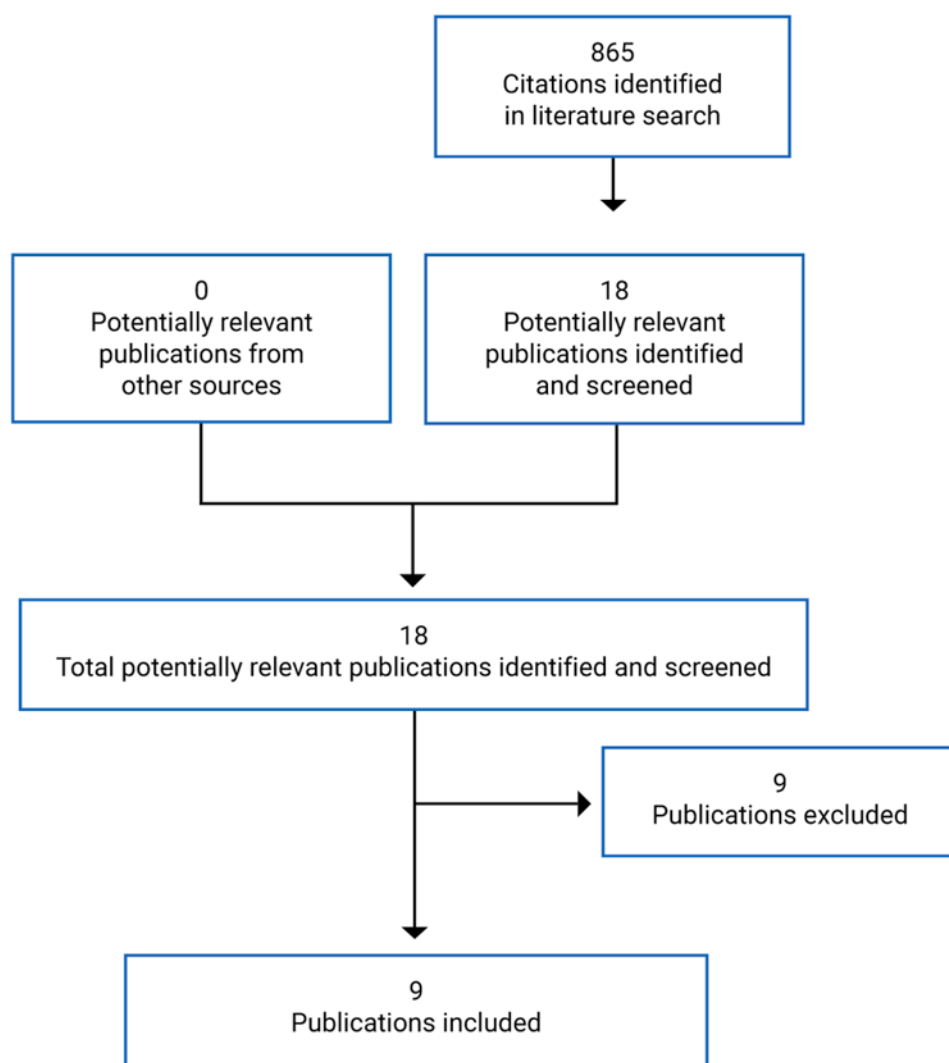 865
Citations identified
in literature search
0
Potentially relevant
publications from
other sources
18
Potentially relevant
publications identified
and screened
18
Total potentially relevant publications identified and screened
9
Publications excluded
9
Publications included